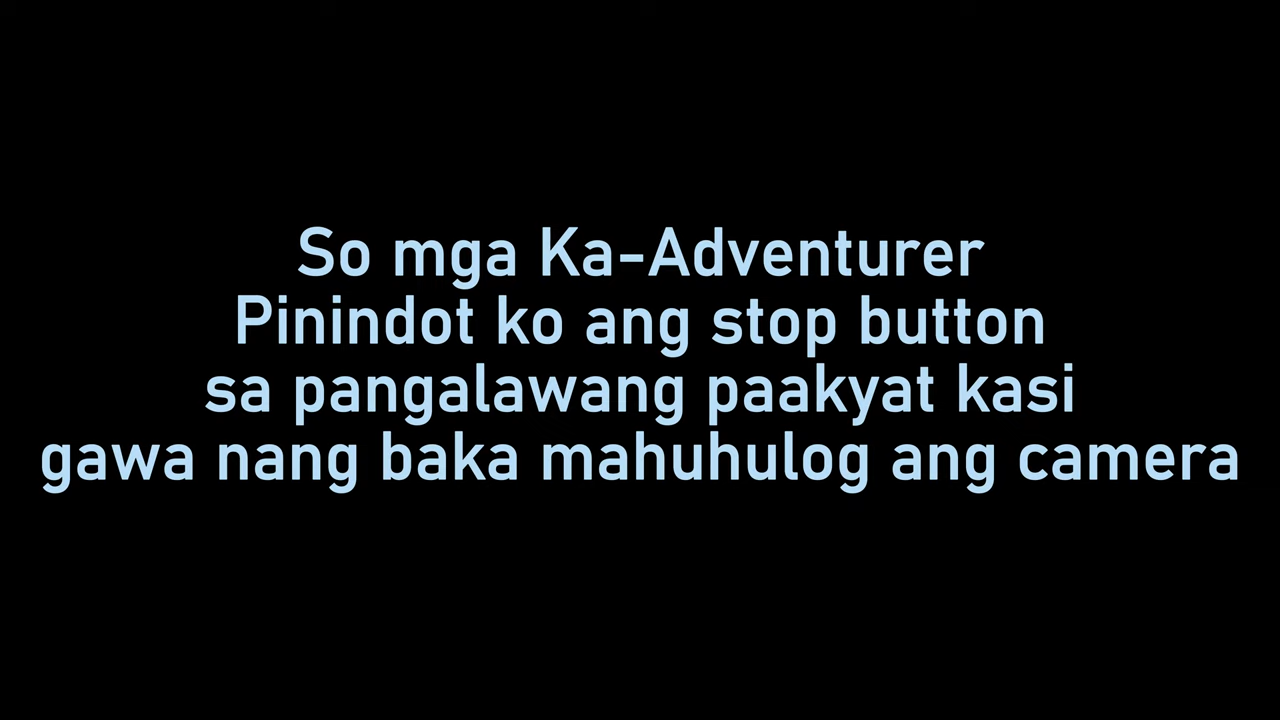 So mga Ka-Adventurer
Pinindot ko ang stop button
sa pangalawang paakyat kasi
gawa nang baka mahuhulog ang camera